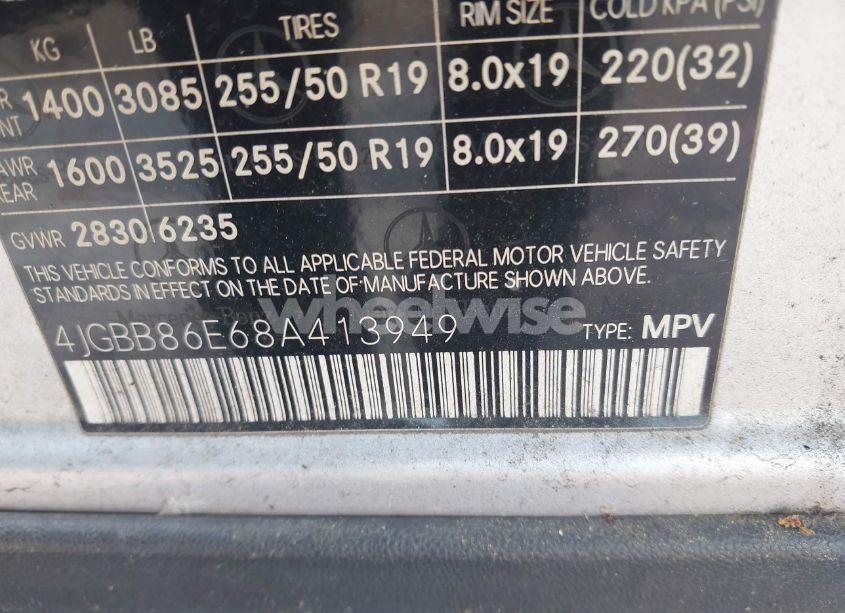 KG LB TIRES RIM SIZE COLD KPA (PSI)
1400 3085 255/50 R19 8.0x19 220(32)
1600 3525 255/50 R19 8.0x19 270(39)
GVWR 2830 6235
THIS VEHICLE CONFORMS TO ALL APPLICABLE FEDERAL MOTOR VEHICLE SAFETY
STANDARDS IN EFFECT ON THE DATE OF MANUFACTURE SHOWN ABOVE.
wheelwise
4JGBB86E68A413949 TYPE: MPV